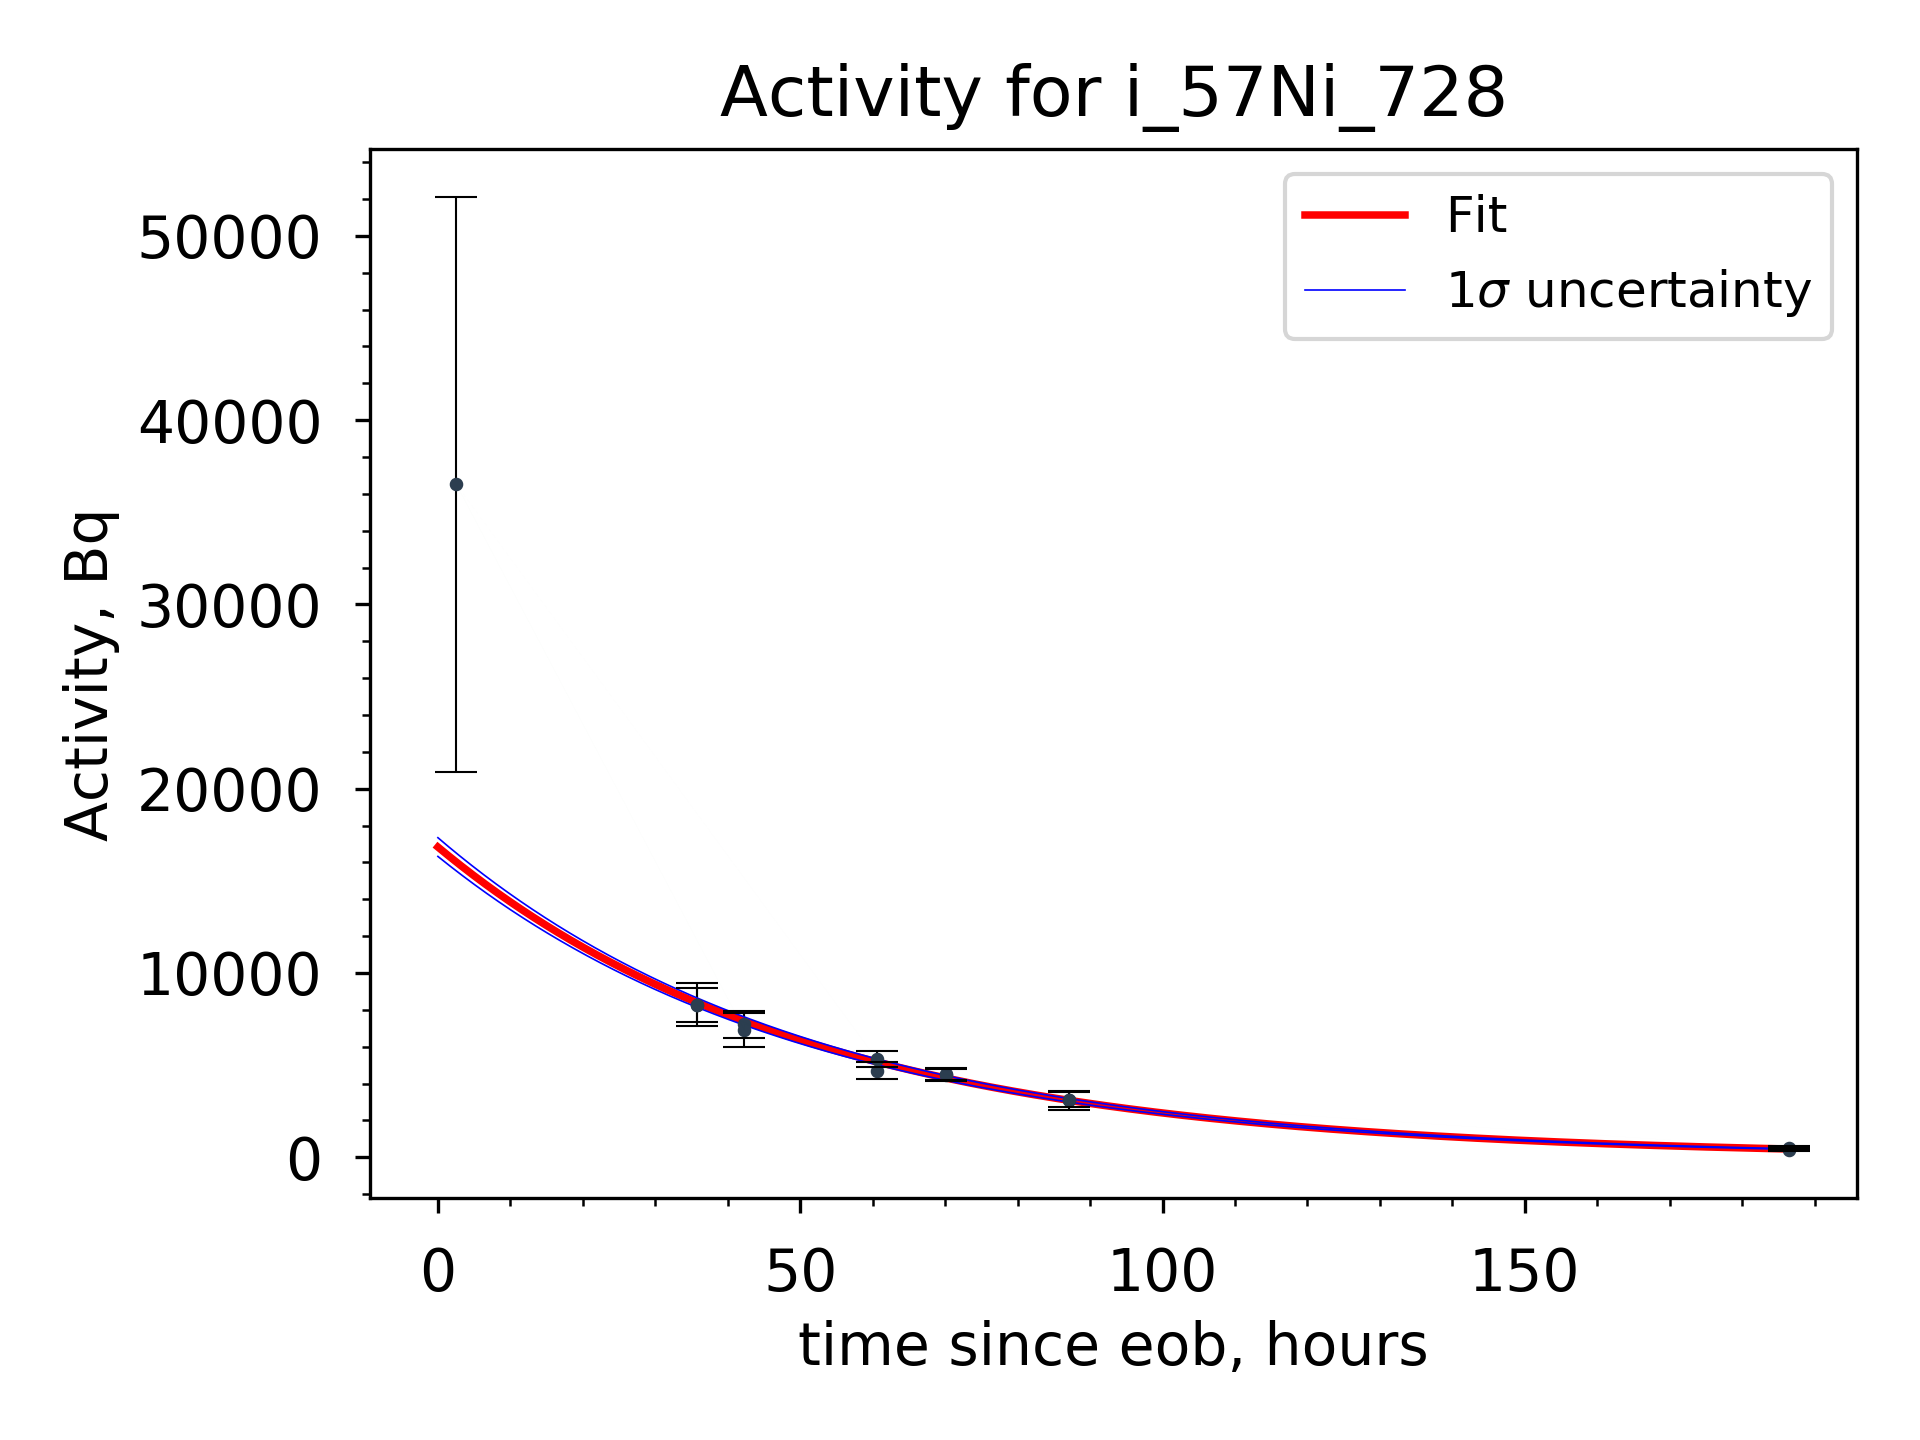 Activity for i_57Ni_728
Fit
1σ uncertainty
50000
40000
30000
20000
10000
0
Activity, Bq
0 50 100 150
time since eob, hours